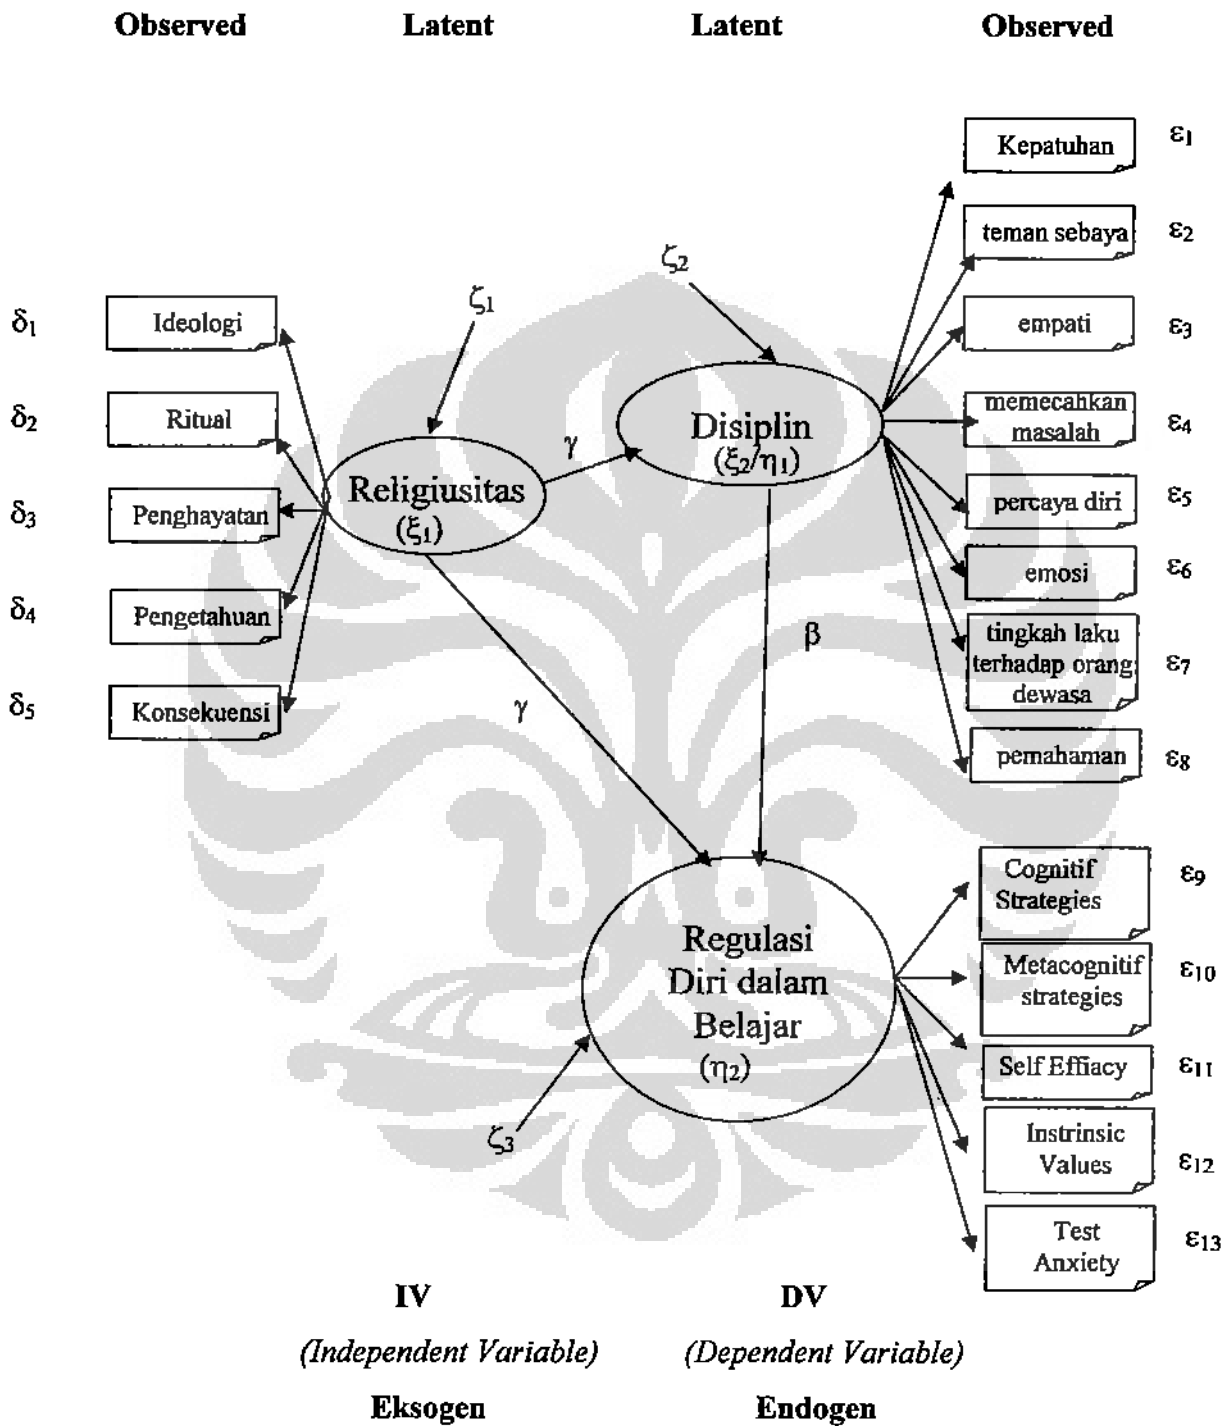 Observed Latent Latent Observed
Kepatuhan ε1
teman sebaya ε2
empati ε3
memecahkan
masalah ε4
percaya diri ε5
emosi ε6
tingkah laku
terhadap orang
dewasa ε7
pemahaman ε8
ζ2
ζ1
δ1 Ideologi
δ2 Ritual
δ3 Penghayatan
δ4 Pengetahuan
δ5 Konsekuensi
Religiusitas
(ξ1)
γ
Disiplin
(ξ2/η1)
β
γ
Regulasi
Diri dalam
Belajar
(η2)
ζ3
Cognitif
Strategies ε9
Metacognitif
strategies ε10
Self Effiacy ε11
Instrinsic
Values ε12
Test
Anxiety ε13
IV DV
(Independent Variable) (Dependent Variable)
Eksogen Endogen